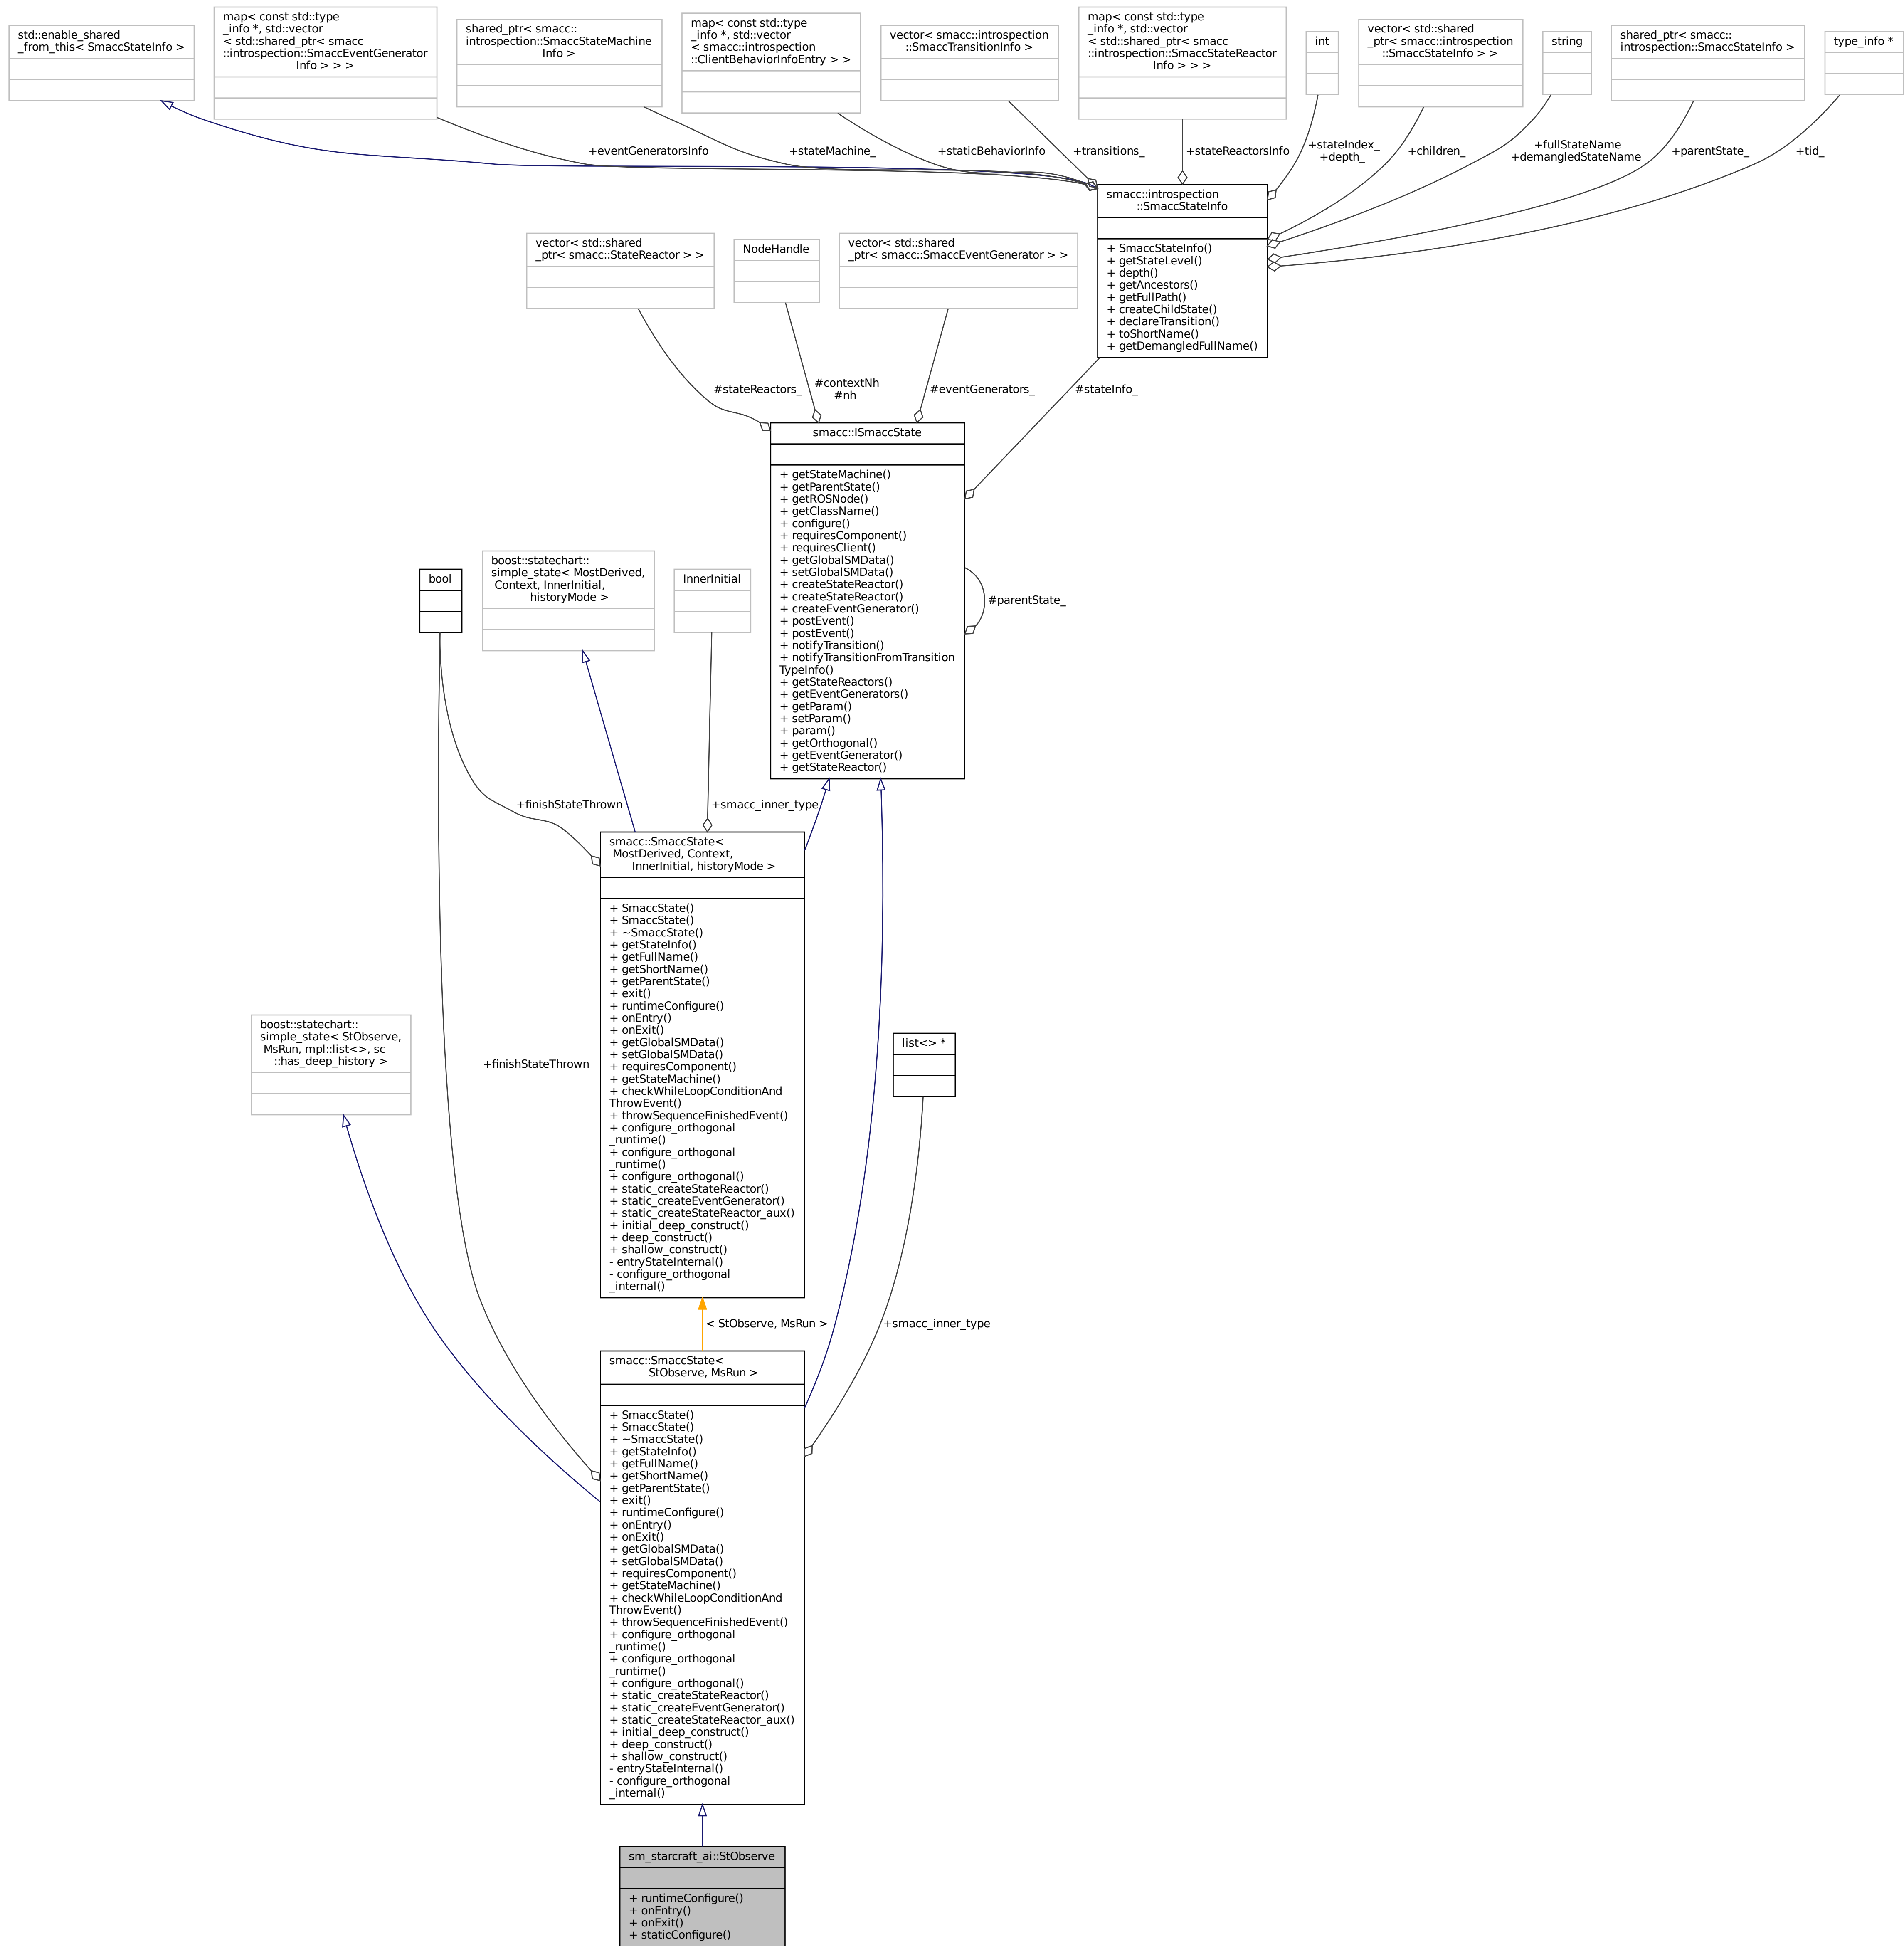 std::enable_shared
_from_this< SmaccStateInfo >
map< const std::type
_info *, std::vector
< std::shared_ptr< smacc
::introspection::SmaccEventGenerator
Info > > >
shared_ptr< smacc::
introspection::SmaccStateMachine
Info >
map< const std::type
_info *, std::vector
< smacc::introspection
::ClientBehaviorInfoEntry > >
vector< smacc::introspection
::SmaccTransitionInfo >
map< const std::type
_info *, std::vector
< std::shared_ptr< smacc
::introspection::SmaccStateReactor
Info > > >
int
vector< std::shared
_ptr< smacc::introspection
::SmaccStateInfo > >
string
shared_ptr< smacc::
introspection::SmaccStateInfo >
type_info *
+eventGeneratorsInfo
+stateMachine_
+staticBehaviorInfo
+transitions_
+stateReactorsInfo
+stateIndex_
+depth_
+children_
+fullStateName
+demangledStateName
+parentState_
+tid_
smacc::introspection
::SmaccStateInfo
+ SmaccStateInfo()
+ getStateLevel()
+ depth()
+ getAncestors()
+ getFullPath()
+ createChildState()
+ declareTransition()
+ toShortName()
+ getDemangledFullName()
vector< std::shared
_ptr< smacc::StateReactor > >
NodeHandle
vector< std::shared
_ptr< smacc::SmaccEventGenerator > >
#stateReactors_
#contextNh
#nh
#eventGenerators_
#stateInfo_
smacc::ISmaccState
+ getStateMachine()
+ getParentState()
+ getROSNode()
+ getClassName()
+ configure()
+ requiresComponent()
+ requiresClient()
+ getGlobalSMData()
+ setGlobalSMData()
+ createStateReactor()
+ createStateReactor()
+ createEventGenerator()
+ postEvent()
+ postEvent()
+ notifyTransition()
+ notifyTransitionFromTransition
TypeInfo()
+ getStateReactors()
+ getEventGenerators()
+ getParam()
+ setParam()
+ param()
+ getOrthogonal()
+ getEventGenerator()
+ getStateReactor()
#parentState_
bool
boost::statechart::
simple_state< MostDerived,
Context, InnerInitial,
historyMode >
InnerInitial
+finishStateThrown
+smacc_inner_type
smacc::SmaccState<
MostDerived, Context,
InnerInitial, historyMode >
+ SmaccState()
+ SmaccState()
+ ~SmaccState()
+ getStateInfo()
+ getFullName()
+ getShortName()
+ getParentState()
+ exit()
+ runtimeConfigure()
+ onEntry()
+ onExit()
+ getGlobalSMData()
+ setGlobalSMData()
+ requiresComponent()
+ getStateMachine()
+ checkWhileLoopConditionAnd
ThrowEvent()
+ throwSequenceFinishedEvent()
+ configure_orthogonal
_runtime()
+ configure_orthogonal
_runtime()
+ configure_orthogonal()
+ static_createStateReactor()
+ static_createEventGenerator()
+ static_createStateReactor_aux()
+ initial_deep_construct()
+ deep_construct()
+ shallow_construct()
- entryStateInternal()
- configure_orthogonal
_internal()
boost::statechart::
simple_state< StObserve,
MsRun, mpl::list<>, sc
::has_deep_history >
+finishStateThrown
list<> *
< StObserve, MsRun >
+smacc_inner_type
smacc::SmaccState<
StObserve, MsRun >
+ SmaccState()
+ SmaccState()
+ ~SmaccState()
+ getStateInfo()
+ getFullName()
+ getShortName()
+ getParentState()
+ exit()
+ runtimeConfigure()
+ onEntry()
+ onExit()
+ getGlobalSMData()
+ setGlobalSMData()
+ requiresComponent()
+ getStateMachine()
+ checkWhileLoopConditionAnd
ThrowEvent()
+ throwSequenceFinishedEvent()
+ configure_orthogonal
_runtime()
+ configure_orthogonal
_runtime()
+ configure_orthogonal()
+ static_createStateReactor()
+ static_createEventGenerator()
+ static_createStateReactor_aux()
+ initial_deep_construct()
+ deep_construct()
+ shallow_construct()
- entryStateInternal()
- configure_orthogonal
_internal()
sm_starcraft_ai::StObserve
+ runtimeConfigure()
+ onEntry()
+ onExit()
+ staticConfigure()